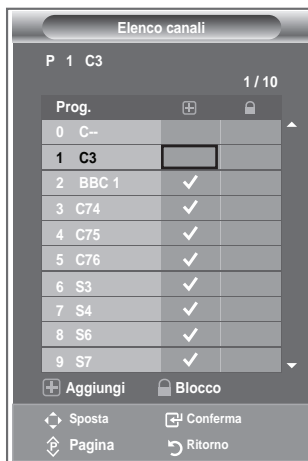 Elenco canali
P 1 C3
1 / 10
Prog.
0 C--
1 C3
2 BBC 1
3 C74
4 C75
5 C76
6 S3
7 S4
8 S6
9 S7
Aggiungi Blocco
Sposta Conferma
Pagina Ritorno